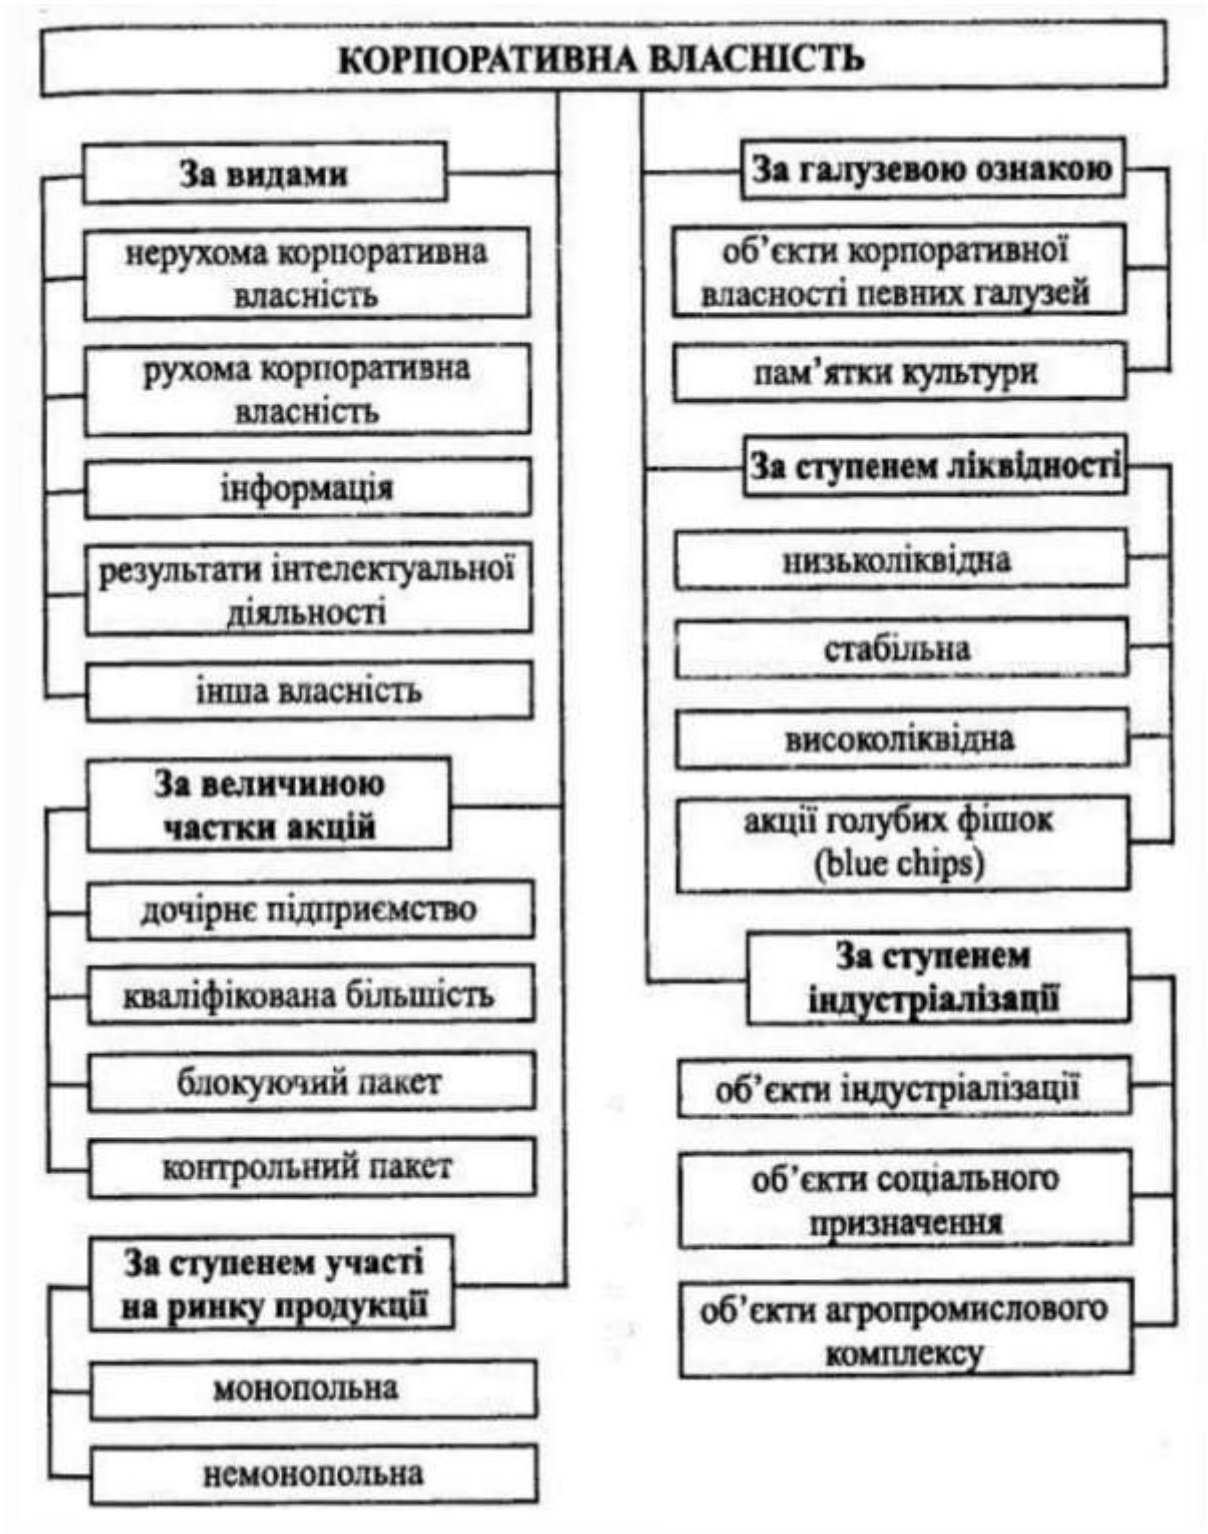 КОРПОРАТИВНА ВЛАСНІСТЬ
За видами
нерухома корпоративна
власність
рухома корпоративна
власність
інформація
результати інтелектуальної
діяльності
інша власність
За величиною
частки акцій
дочірнє підприємство
кваліфікована більшість
блокуючий пакет
контрольний пакет
За ступенем участі
на ринку продукції
монопольна
немонопольна
За галузевою ознакою
об’єкти корпоративної
власності певних галузей
пам’ятки культури
За ступенем ліквідності
низьколіквідна
стабільна
високоліквідна
акції голубих фішок
(blue chips)
За ступенем
індустріалізації
об’єкти індустріалізації
об’єкти соціального
призначення
об’єкти агропромислового
комплексу